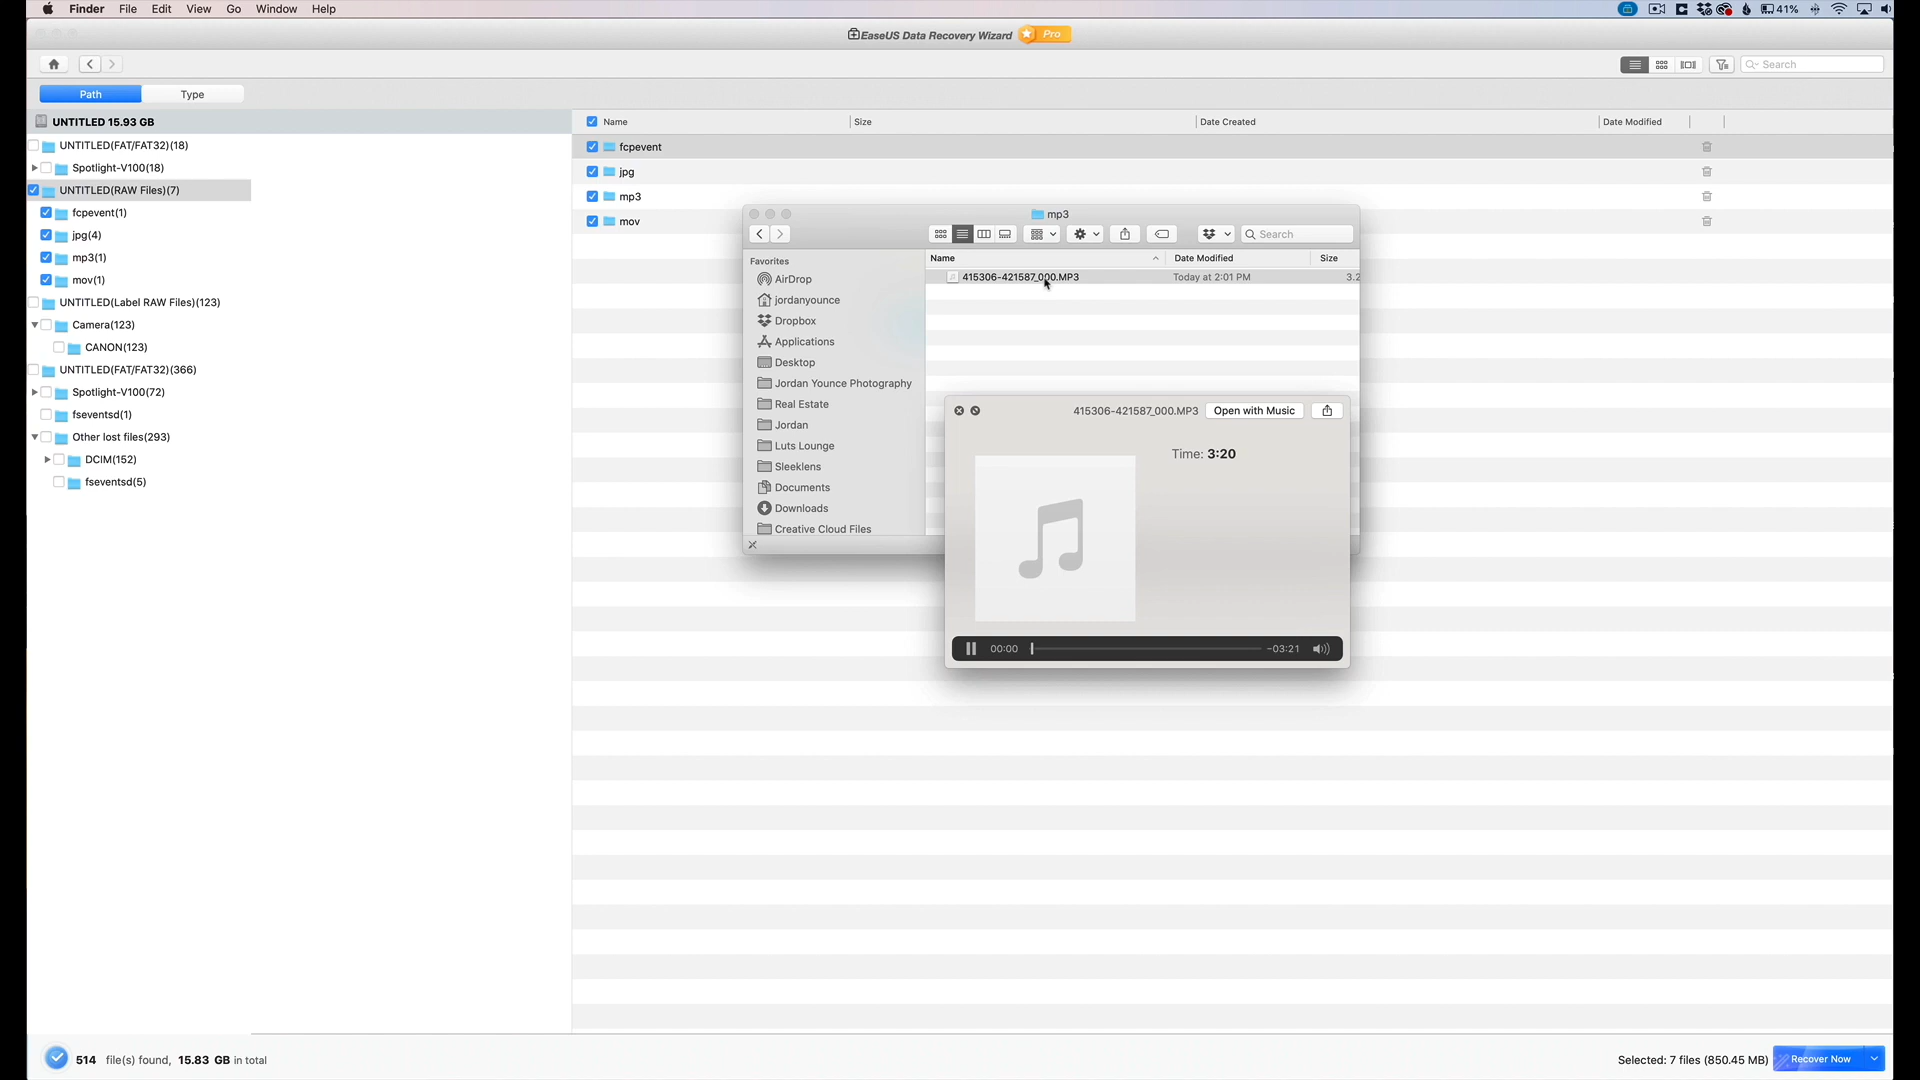 Finder File Edit View Go Window Help
41%
EaseUS Data Recovery Wizard Pro
Search
Path Type
UNTITLED 15.93 GB
Name Size Date Created Date Modified
UNTITLED(FAT/FAT32)(18)
Spotlight-V100(18)
UNTITLED(RAW Files)(7)
fcpevent(1)
jpg(4)
mp3(1)
mov(1)
UNTITLED(Label RAW Files)(123)
Camera(123)
CANON(123)
UNTITLED(FAT/FAT32)(366)
Spotlight-V100(72)
fseventsd(1)
Other lost files(293)
DCIM(152)
fseventsd(5)
fcpevent
jpg
mp3
mov
mp3
Search
Favorites
AirDrop
jordanyounce
Dropbox
Applications
Desktop
Jordan Younce Photography
Real Estate
Jordan
Luts Lounge
Sleeklens
Documents
Downloads
Creative Cloud Files
Name Date Modified Size
415306-421587_000.MP3 Today at 2:01 PM 3.2
415306-421587_000.MP3 Open with Music
Time: 3:20
00:00 -03:21
514 file(s) found, 15.83 GB in total
Selected: 7 files (850.45 MB) Recover Now